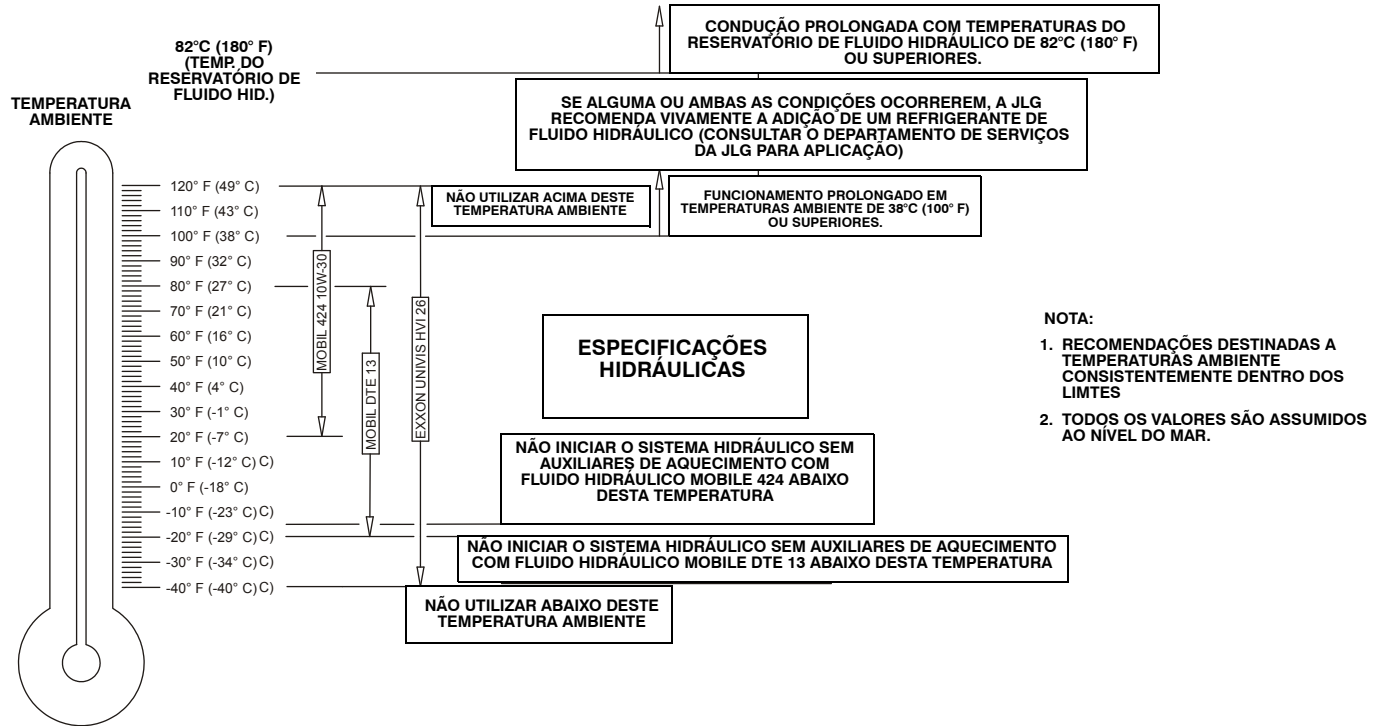 82°C (180° F)
(TEMP. DO
RESERVATÓRIO DE
FLUIDO HID.)
CONDUÇÃO PROLONGADA COM TEMPERATURAS DO
RESERVATÓRIO DE FLUIDO HIDRÁULICO DE 82°C (180° F)
OU SUPERIORES.
TEMPERATURA
AMBIENTE
SE ALGUMA OU AMBAS AS CONDIÇÕES OCORREREM, A JLG
RECOMENDA VIVAMENTE A ADIÇÃO DE UM REFRIGERANTE DE
FLUIDO HIDRÁULICO (CONSULTAR O DEPARTAMENTO DE SERVIÇOS
DA JLG PARA APLICAÇÃO)
120° F (49° C)
110° F (43° C)
100° F (38° C)
90° F (32° C)
80° F (27° C)
70° F (21° C)
60° F (16° C)
50° F (10° C)
40° F (4° C)
30° F (-1° C)
20° F (-7° C)
10° F (-12° C) C)
0° F (-18° C)
-10° F (-23° C) C)
-20° F (-29° C) C)
-30° F (-34° C) C)
-40° F (-40° C) C)
MOBIL 424 10W-30
MOBIL DTE 13
EXXON UNIVIS HVI 26
NÃO UTILIZAR ACIMA DESTE
TEMPERATURA AMBIENTE
FUNCIONAMENTO PROLONGADO EM
TEMPERATURAS AMBIENTE DE 38°C (100° F)
OU SUPERIORES.
ESPECIFICAÇÕES
HIDRÁULICAS
NÃO INICIAR O SISTEMA HIDRÁULICO SEM
AUXILIARES DE AQUECIMENTO COM
FLUIDO HIDRÁULICO MOBILE 424 ABAIXO
DESTA TEMPERATURA
NÃO INICIAR O SISTEMA HIDRÁULICO SEM AUXILIARES DE AQUECIMENTO
COM FLUIDO HIDRÁULICO MOBILE DTE 13 ABAIXO DESTA TEMPERATURA
NÃO UTILIZAR ABAIXO DESTE
TEMPERATURA AMBIENTE
NOTA:
1. RECOMENDAÇÕES DESTINADAS A
TEMPERATURAS AMBIENTE
CONSISTENTEMENTE DENTRO DOS
LIMTES
2. TODOS OS VALORES SÃO ASSUMIDOS
AO NÍVEL DO MAR.